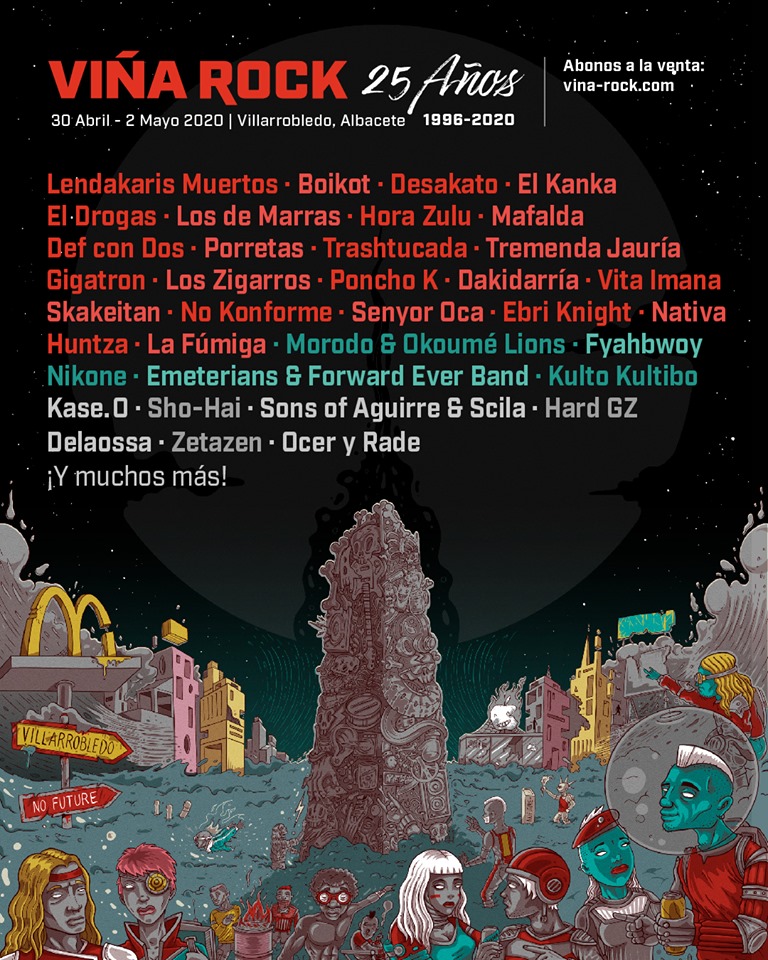 VIÑA ROCK 25 Años
30 Abril - 2 Mayo 2020 | Villarrobledo, Albacete 1996-2020
Abonos a la venta:
vina-rock.com
Lendakaris Muertos · Boikot · Desakato · El Kanka
El Drogas · Los de Marras · Hora Zulu · Mafalda
Def con Dos · Porretas · Trashtucada · Tremenda Jauría
Gigatron · Los Zigarros · Poncho K · Dakidarría · Vita Imana
Skakeitan · No Konforme · Senyor Oca · Ebri Knight · Nativa
Huntza · La Fúmiga · Morodo & Okoumé Lions · Fyahbwoy
Nikone · Emeterians & Forward Ever Band · Kulto Kultibo
Kase.O · Sho-Hai · Sons of Aguirre & Scila · Hard GZ
Delaossa · Zetazen · Ocer y Rade
¡Y muchos más!
VILLARROBLEDO
NO FUTURE